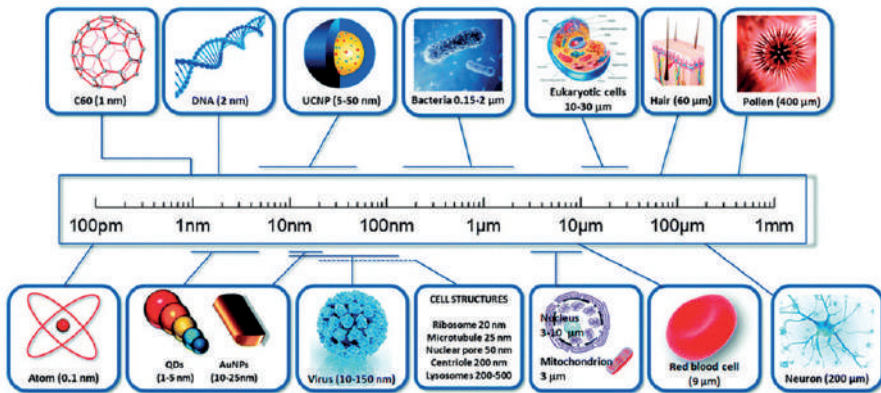 C60 (1 nm)
DNA (2 nm)
UCNP (5-50 nm)
Bacteria 0.15-2 µm
Eukaryotic cells
10-30 µm
Hair (60 µm)
Pollen (400 µm)
100pm
1nm
10nm
100nm
1µm
10µm
100µm
1mm
Atom (0.1 nm)
QDs
(1-5 nm)
AuNPs
(10-25nm)
Virus (10-150 nm)
CELL STRUCTURES
Ribosome 20 nm
Microtubule 25 nm
Nuclear pore 50 nm
Centriole 200 nm
Lysosomes 200-500
Nucleus
3-10 µm
Mitochondrion
3 µm
Red blood cell
(9 µm)
Neuron (200 µm)